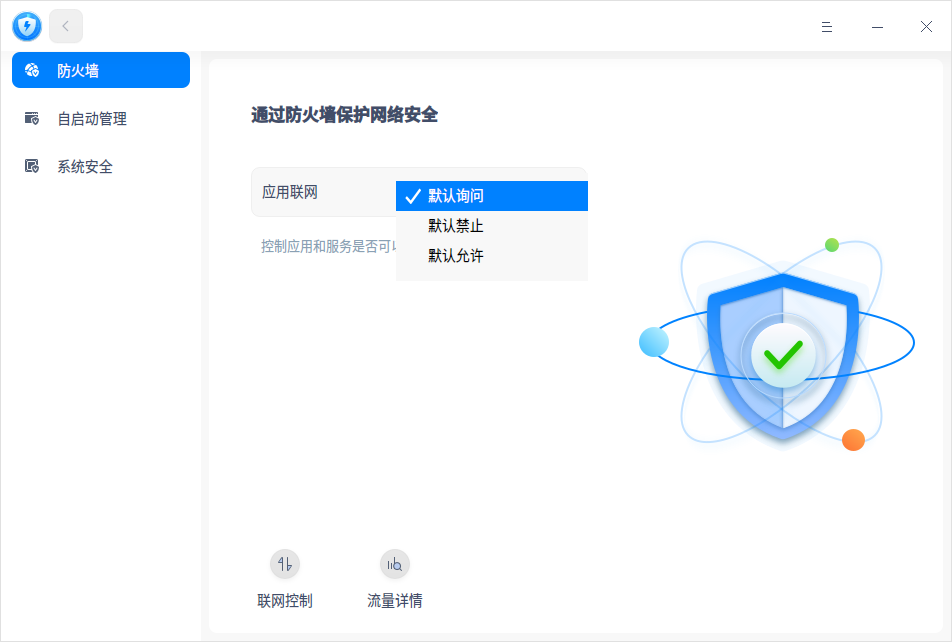 防火墙
自启动管理
系统安全
通过防火墙保护网络安全
应用联网
默认询问
默认禁止
默认允许
控制应用和服务是否可
联网控制
流量详情